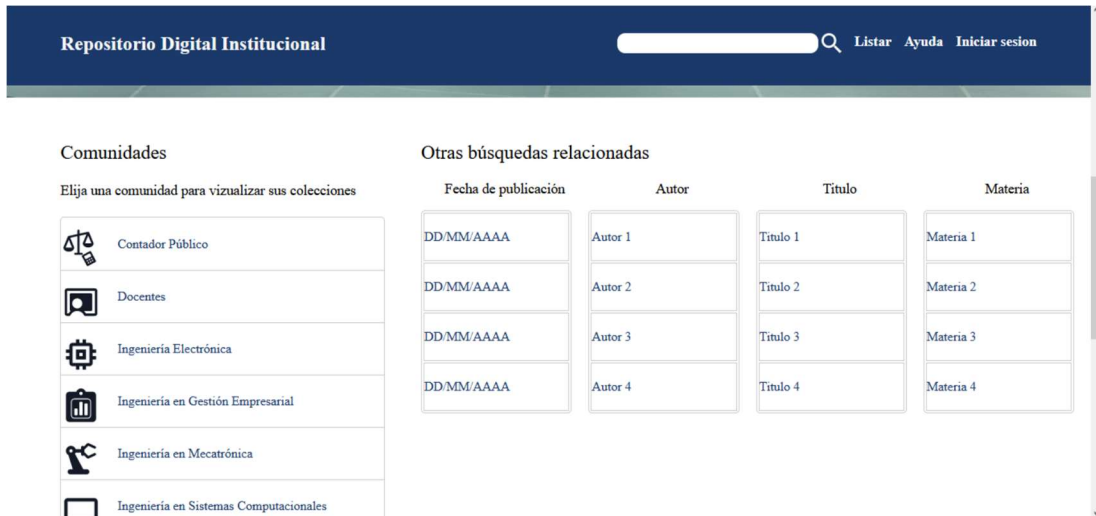 Repositorio Digital Institucional
Listar Ayuda Iniciar sesion
Comunidades
Elija una comunidad para vizualizar sus colecciones
Contador Público
Docentes
Ingeniería Electrónica
Ingeniería en Gestión Empresarial
Ingeniería en Mecatrónica
Ingeniería en Sistemas Computacionales
Otras búsquedas relacionadas
Fecha de publicación Autor Titulo Materia
DD/MM/AAAA Autor 1 Titulo 1 Materia 1
DD/MM/AAAA Autor 2 Titulo 2 Materia 2
DD/MM/AAAA Autor 3 Titulo 3 Materia 3
DD/MM/AAAA Autor 4 Titulo 4 Materia 4